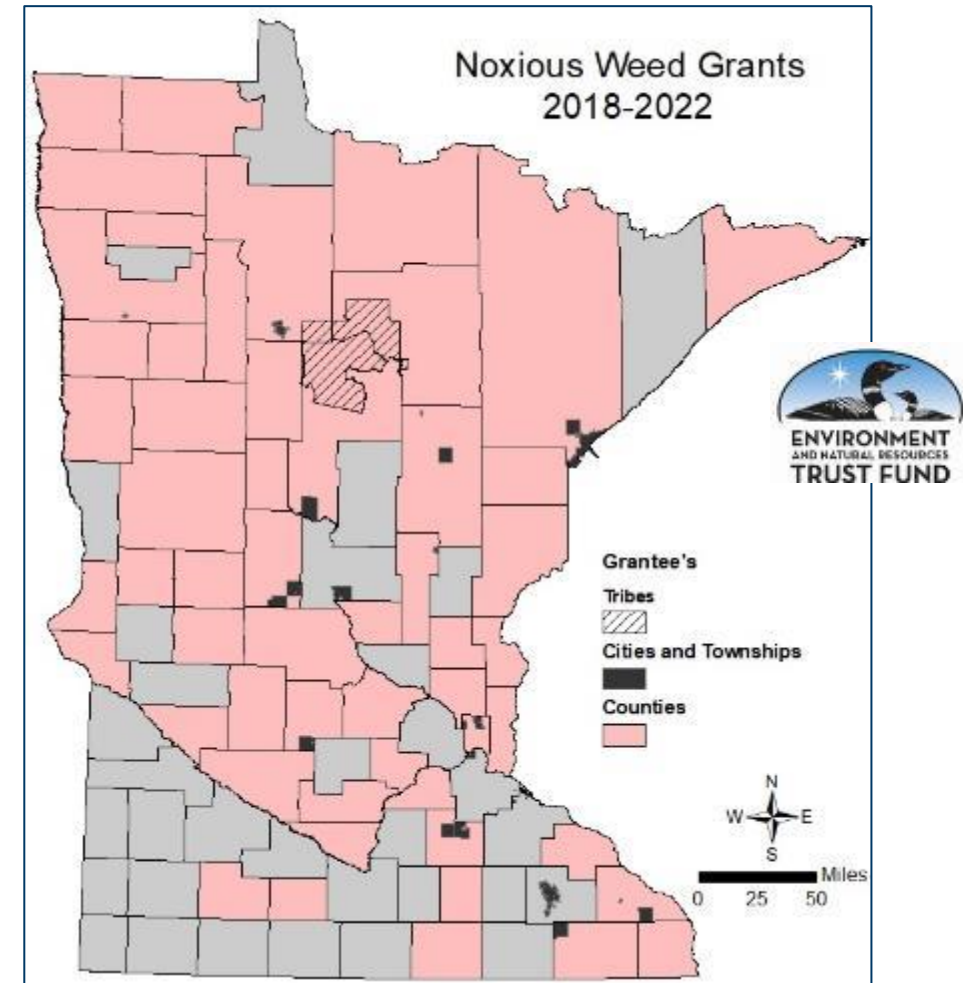 Noxious Weed Grants
2018-2022
ENVIRONMENT
AND NATURAL RESOURCES
TRUST FUND
Grantee's
Tribes
Cities and Townships
Counties
N
W E
S
Miles
0 25 50